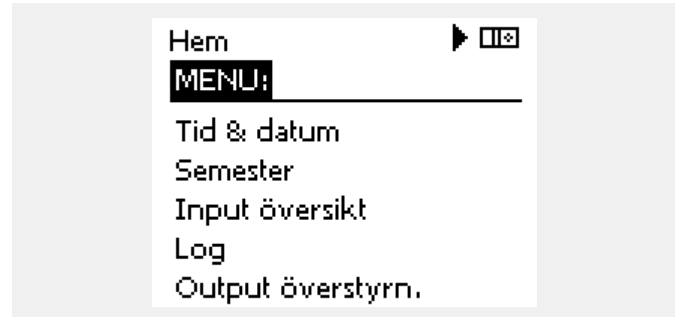 Hem
MENU:
Tid & datum
Semester
Input översikt
Log
Output överstyrn.